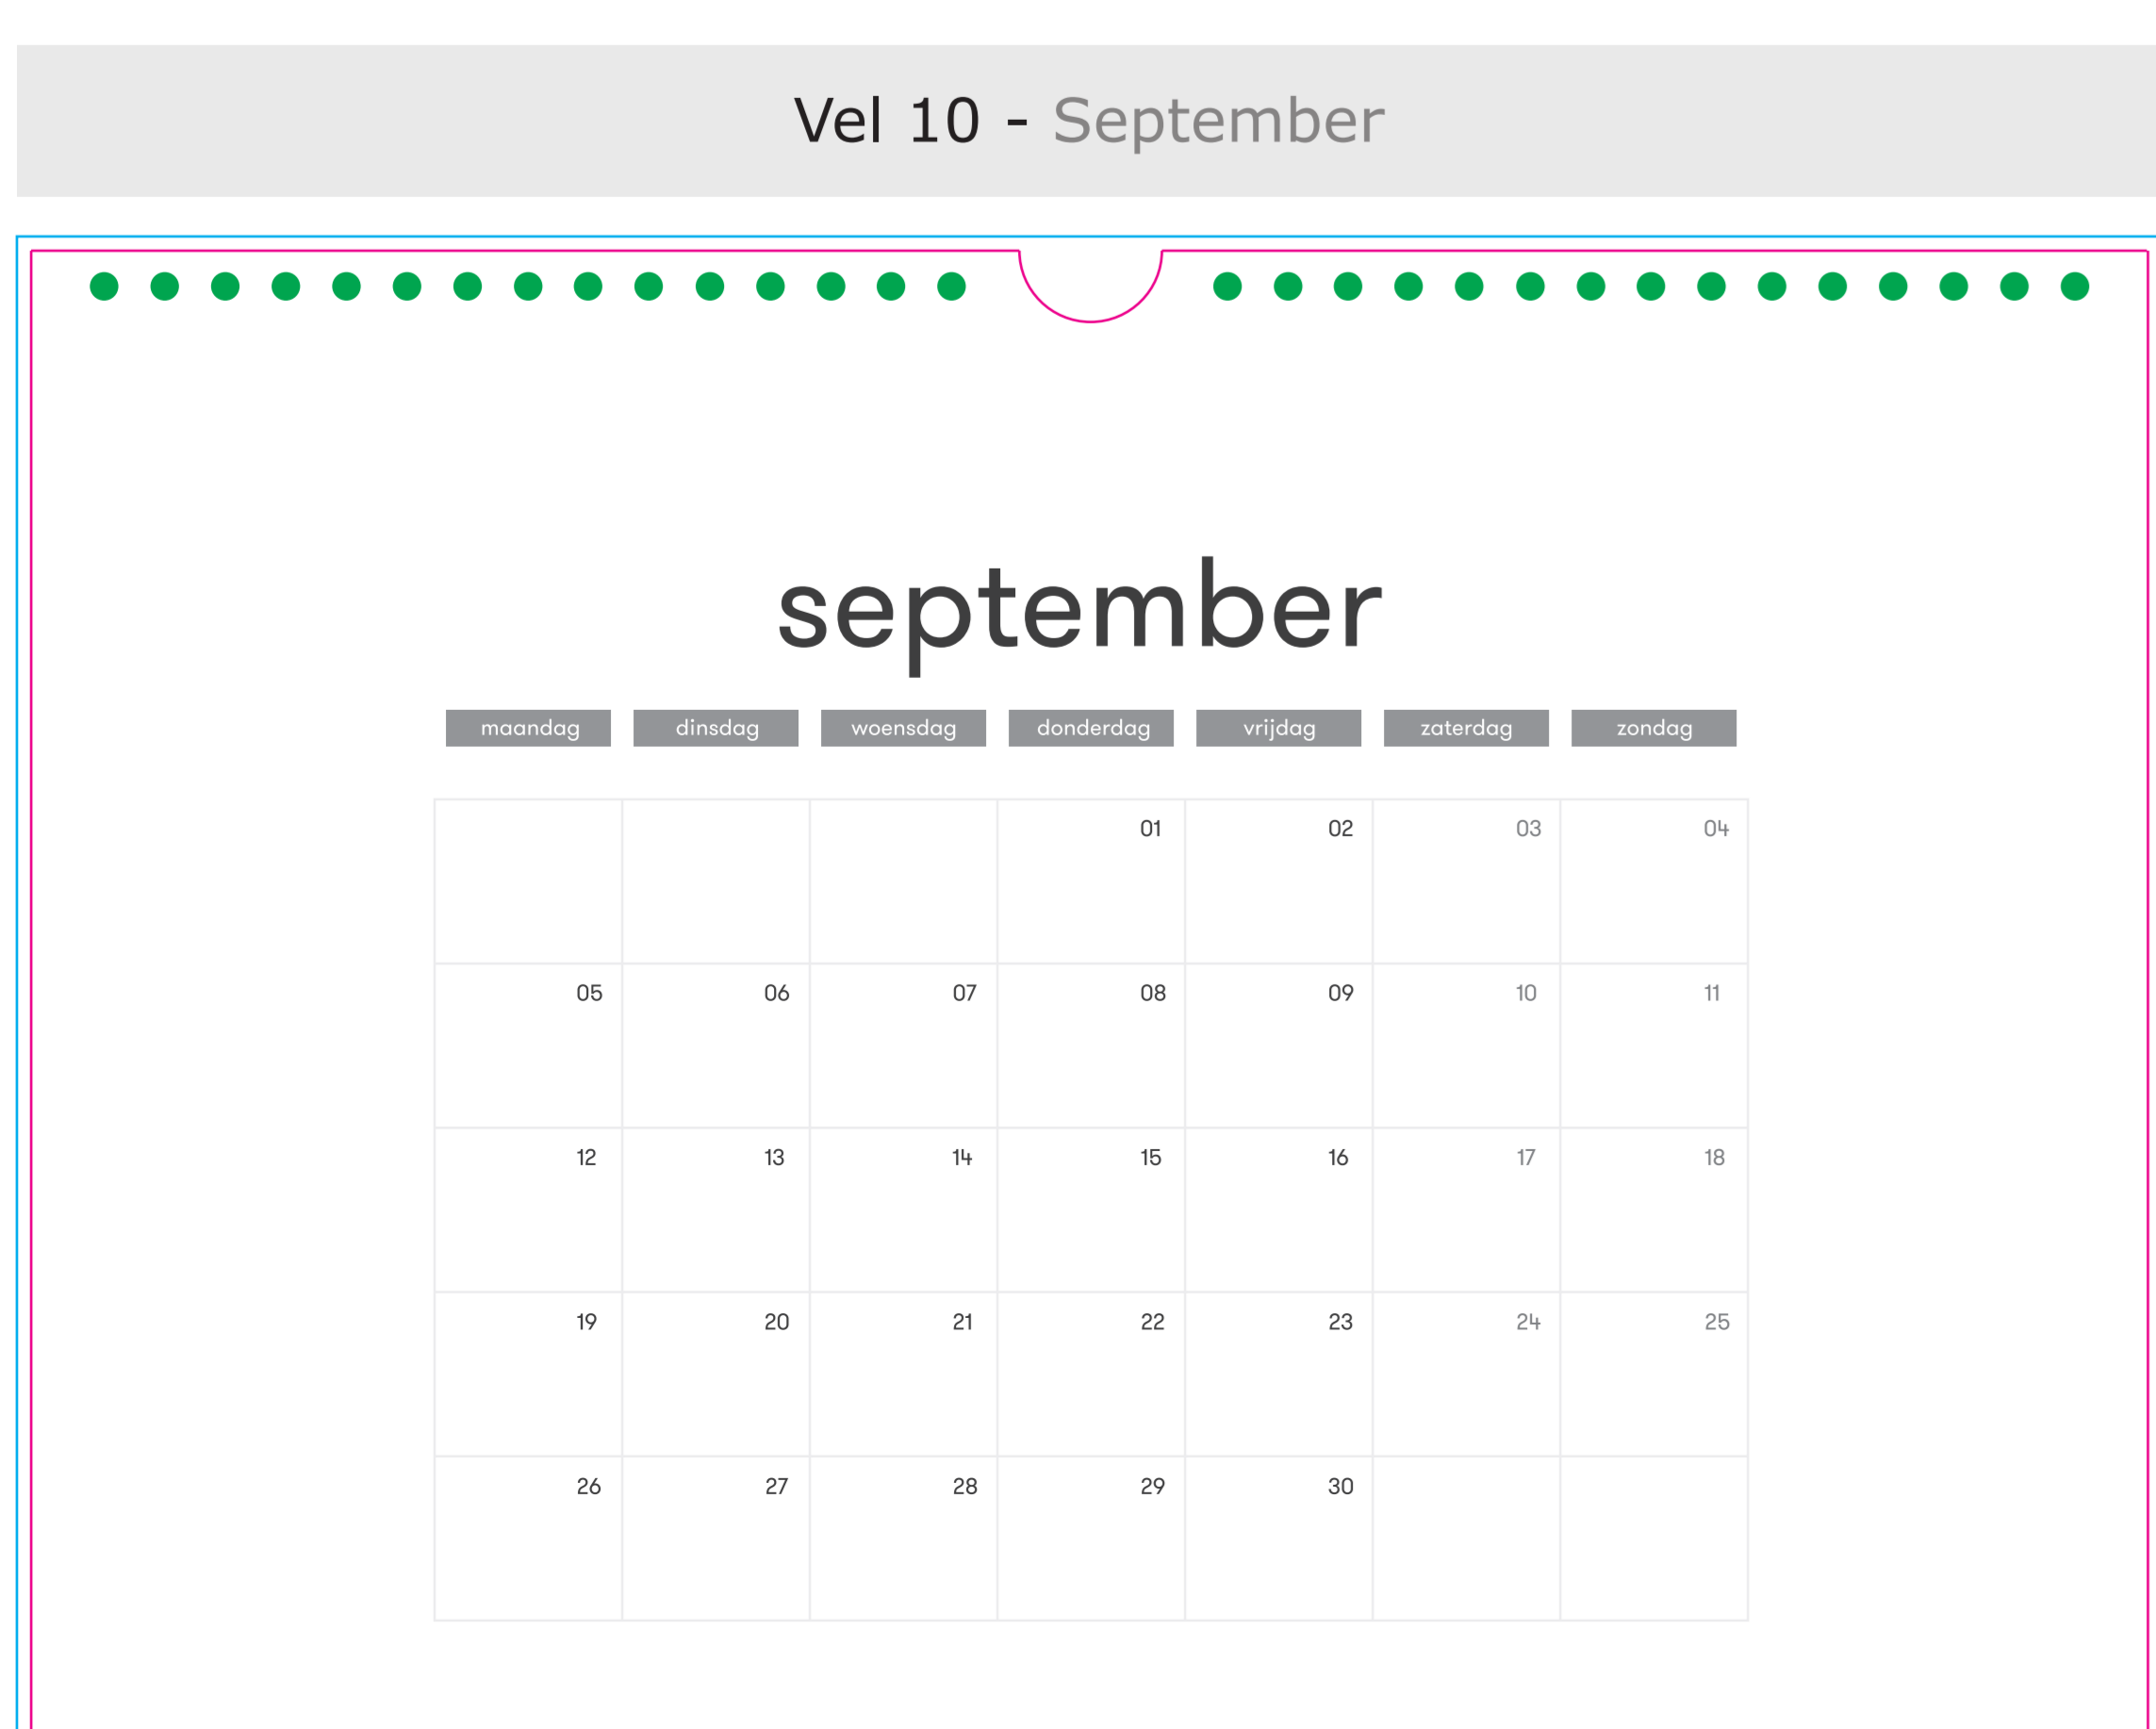 Vel 10 - September
september
maandag dinsdag woensdag donderdag vrijdag zaterdag zondag
01 02 03 04
05 06 07 08 09 10 11
12 13 14 15 16 17 18
19 20 21 22 23 24 25
26 27 28 29 30